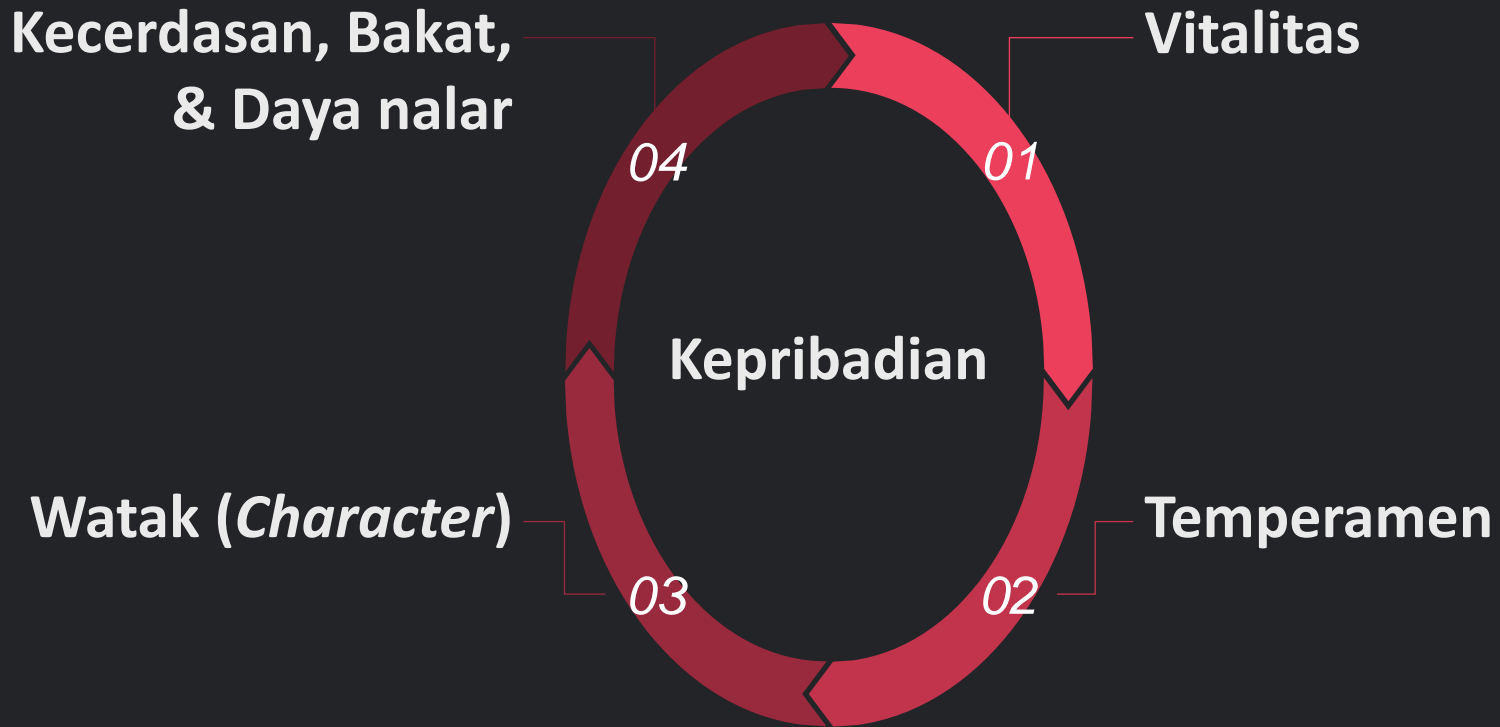 Kecerdasan, Bakat,
& Daya nalar
Vitalitas
04
01
Kepribadian
Watak (Character)
Temperamen
03
02